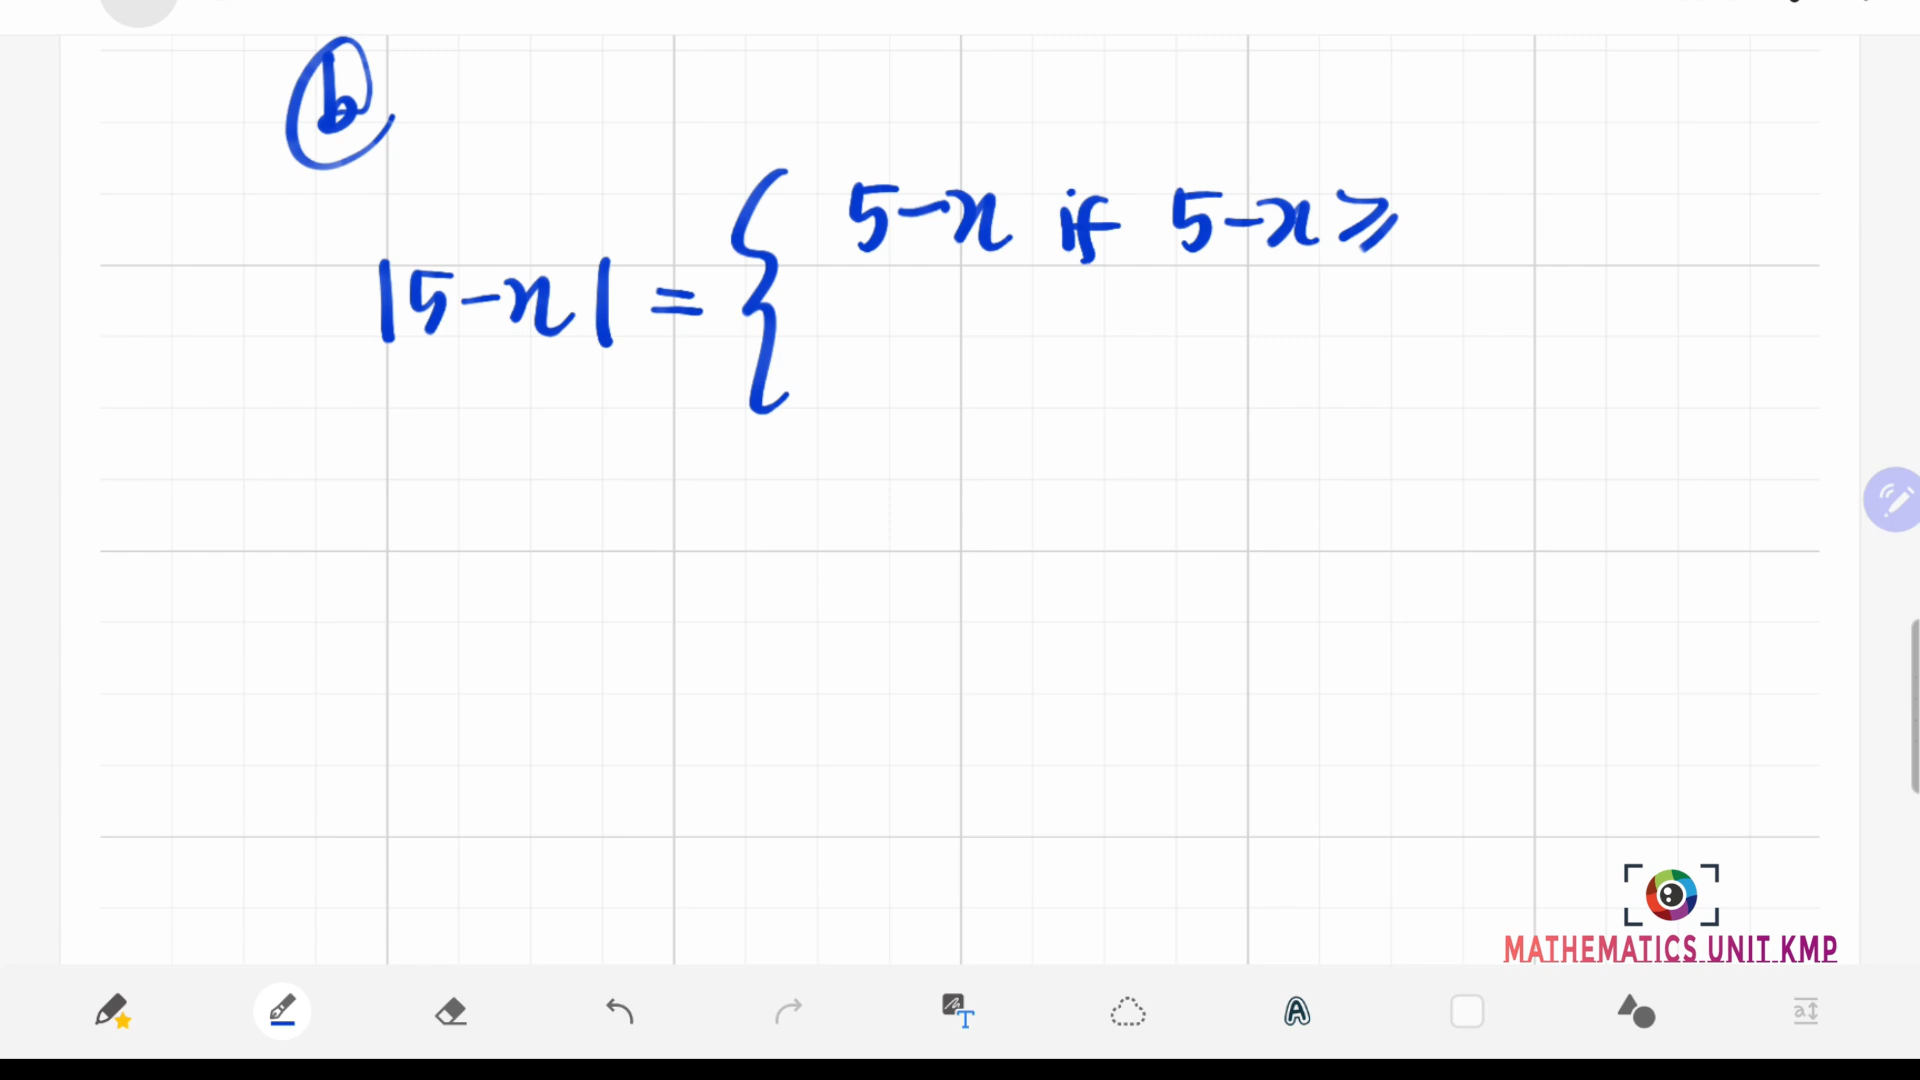 b
5-x if 5-x ≥
|5-x| = {
MATHEMATICS UNIT KMP